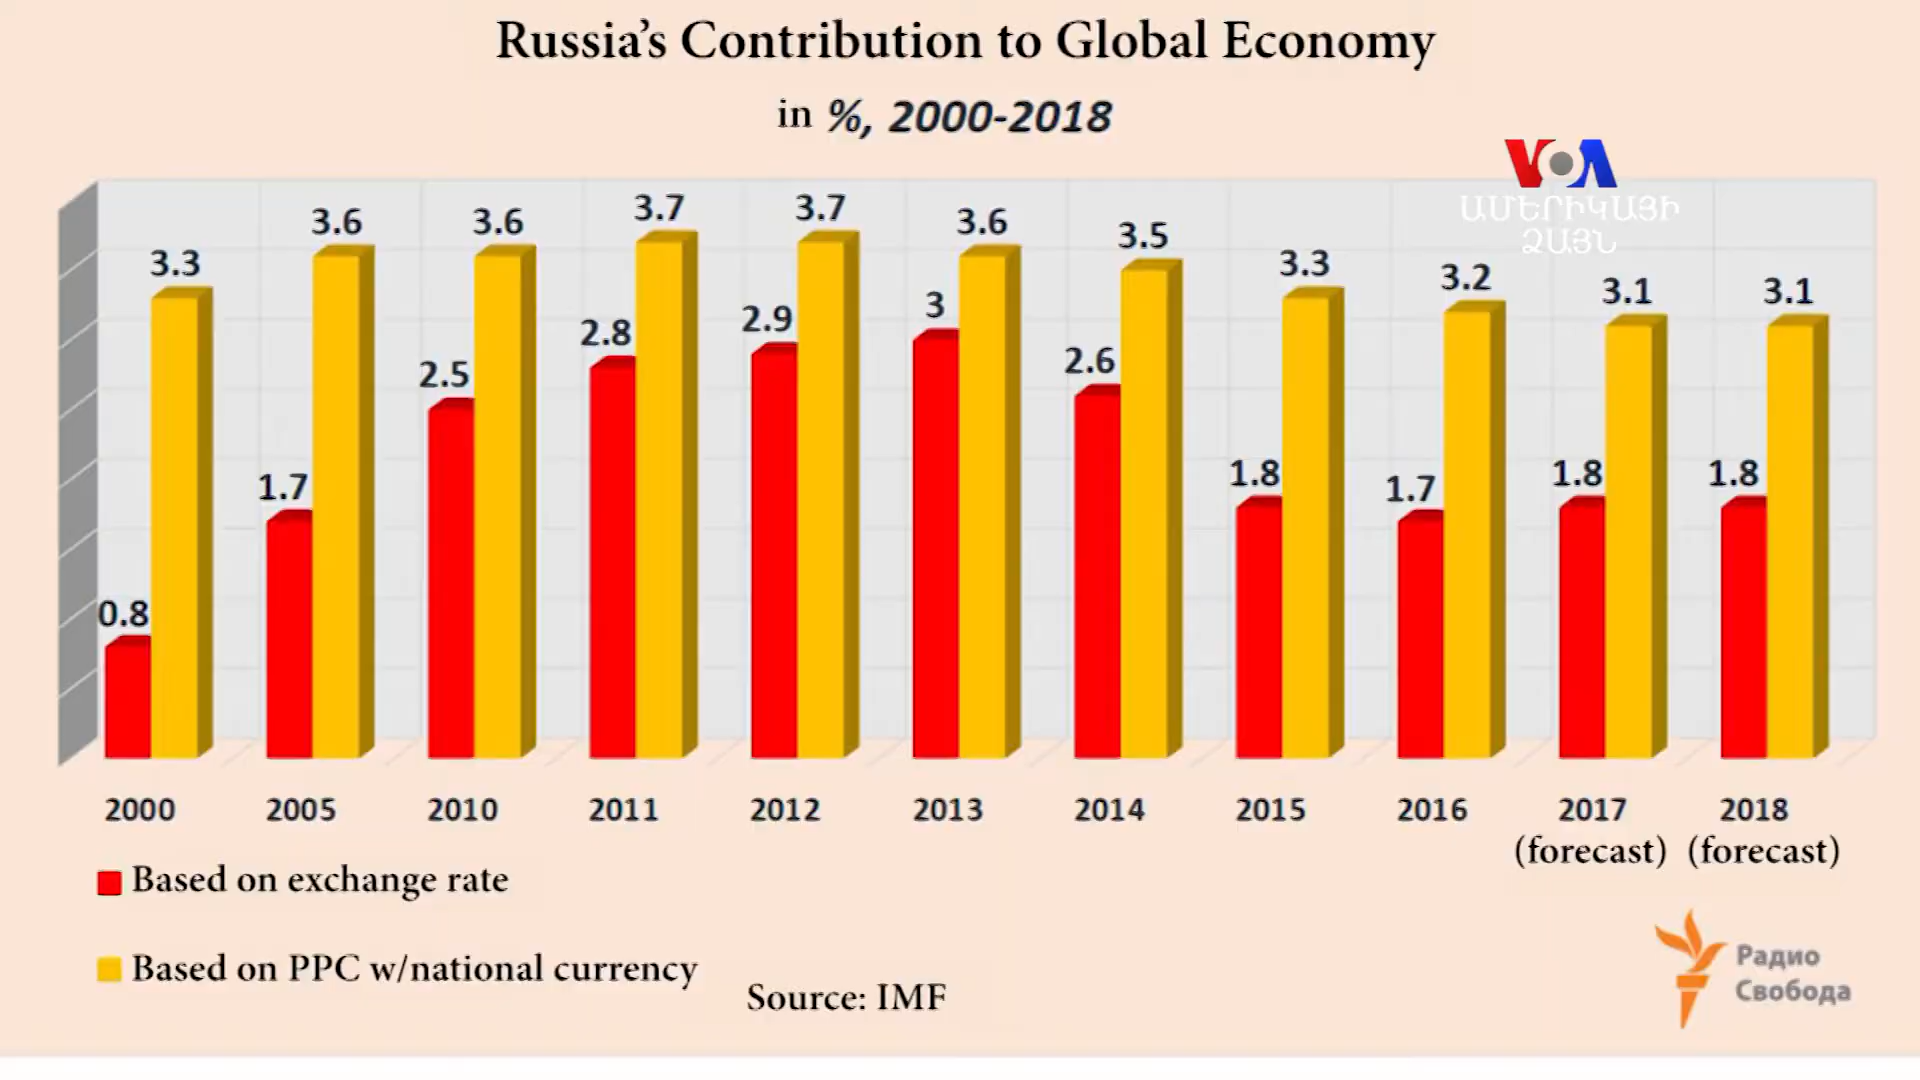 Russia’s Contribution to Global Economy
in %, 2000-2018
VOA
ԱՄԵՐԻԿԱՅԻ
ՁԱՅՆ
3.3 3.6 3.6 3.7 3.7 3.6 3.5 3.3 3.2 3.1 3.1
0.8 1.7 2.5 2.8 2.9 3 2.6 1.8 1.7 1.8 1.8
2000 2005 2010 2011 2012 2013 2014 2015 2016 2017 2018
(forecast) (forecast)
Based on exchange rate
Based on PPC w/national currency
Source: IMF
Радио
Свобода